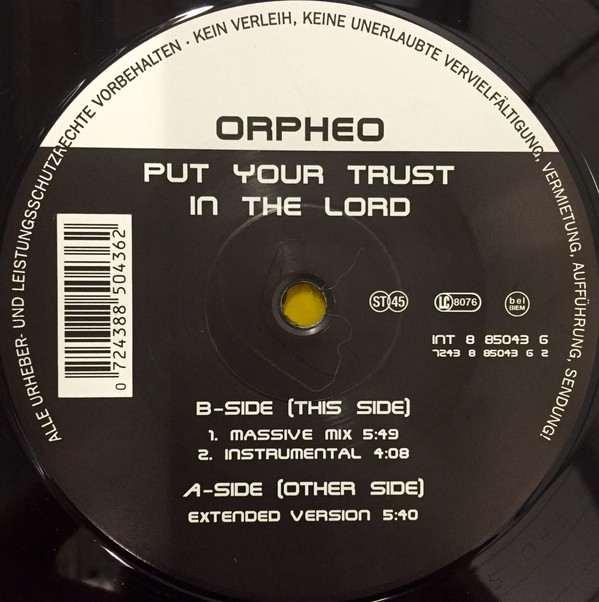 ALLE URHEBER- UND LEISTUNGSSCHUTZRECHTE VORBEHALTEN · KEIN VERLEIH, KEINE UNERLAUBTE VERVIELFÄLTIGUNG, VERMIETUNG, AUFFÜHRUNG, SENDUNG!
ORPHEO
PUT YOUR TRUST
IN THE LORD
0 724388 504362
ST 45
LC 8076
bel
BIEM
INT 8 85043 6
7243 8 85043 6 2
B-SIDE (THIS SIDE)
1. MASSIVE MIX 5:49
2. INSTRUMENTAL 4:08
A-SIDE (OTHER SIDE)
EXTENDED VERSION 5:40